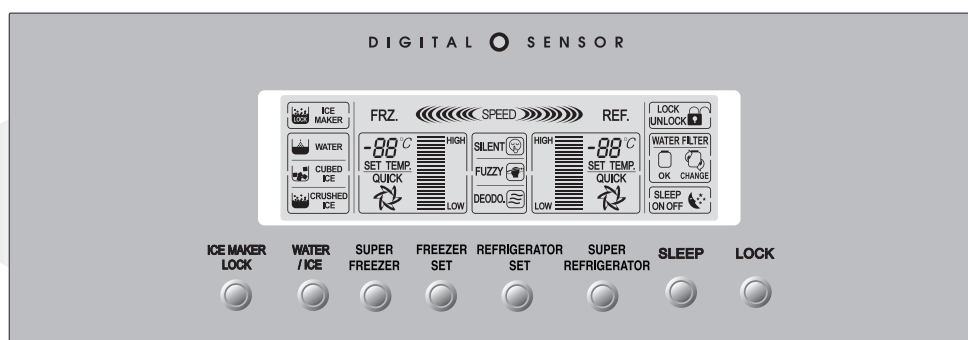 DIGITAL SENSOR
ICE MAKER
LOCK
WATER
CUBED ICE
CRUSHED ICE
FRZ. SPEED REF.
-88°C
SET TEMP.
QUICK
HIGH
LOW
SILENT
FUZZY
DEODO.
HIGH
LOW
-88°C
SET TEMP.
QUICK
LOCK
UNLOCK
WATER FILTER
OK CHANGE
SLEEP
ON OFF
ICE MAKER
LOCK
WATER
/ ICE
SUPER
FREEZER
FREEZER
SET
REFRIGERATOR
SET
SUPER
REFRIGERATOR
SLEEP
LOCK